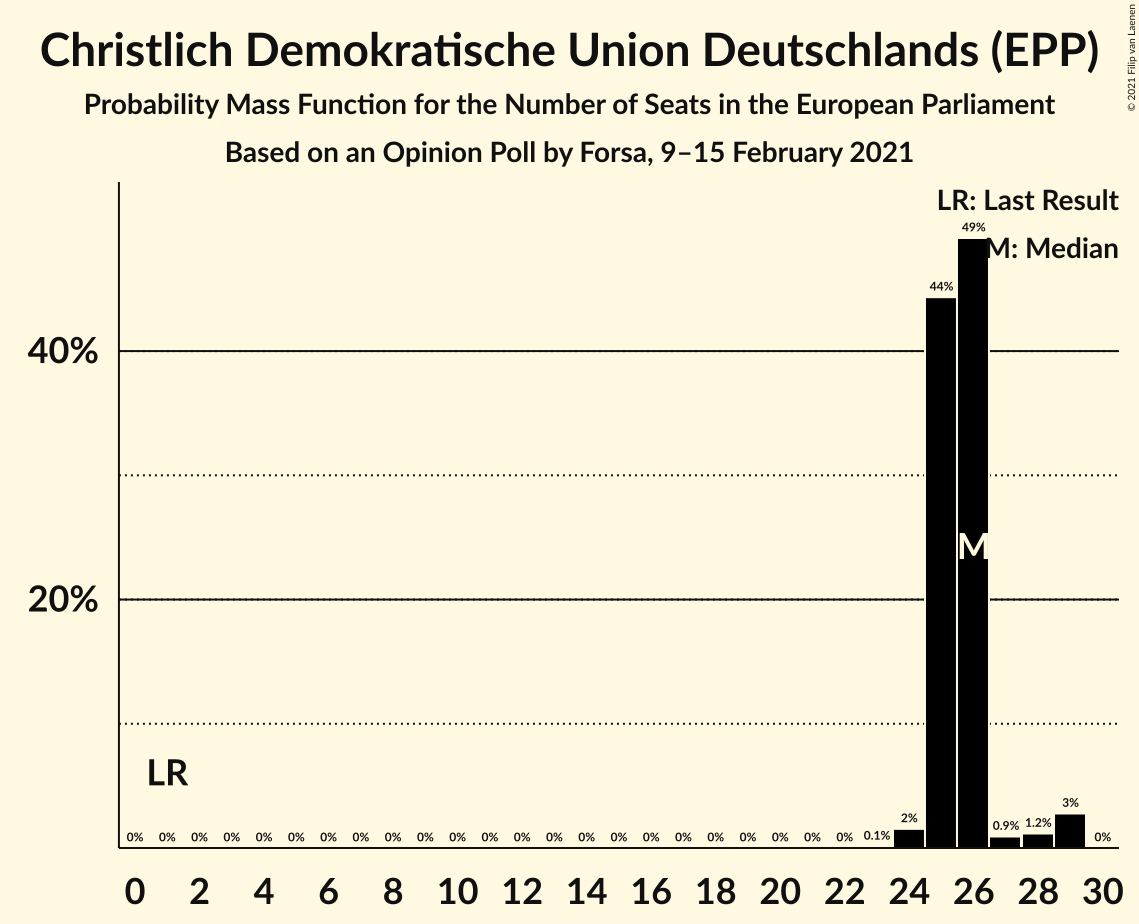 Christlich Demokratische Union Deutschlands (EPP)
Probability Mass Function for the Number of Seats in the European Parliament
Based on an Opinion Poll by Forsa, 9–15 February 2021
© 2021 Filip van Laenen
LR: Last Result
M: Median
49%
44%
40%
M
20%
LR
0% 0% 0% 0% 0% 0% 0% 0% 0% 0% 0% 0% 0% 0% 0% 0% 0% 0% 0% 0% 0% 0% 0% 0.1% 2% 0.9% 1.2% 3% 0%
0 2 4 6 8 10 12 14 16 18 20 22 24 26 28 30